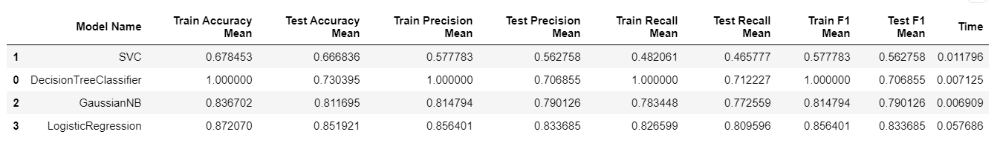 Model Name Train Accuracy Mean Test Accuracy Mean Train Precision Mean Test Precision Mean Train Recall Mean Test Recall Mean Train F1 Mean Test F1 Mean Time
1 SVC 0.678453 0.666836 0.577783 0.562758 0.482061 0.465777 0.577783 0.562758 0.011796
0 DecisionTreeClassifier 1.000000 0.730395 1.000000 0.706855 1.000000 0.712227 1.000000 0.706855 0.007125
2 GaussianNB 0.836702 0.811695 0.814794 0.790126 0.783448 0.772559 0.814794 0.790126 0.006909
3 LogisticRegression 0.872070 0.851921 0.856401 0.833685 0.826599 0.809596 0.856401 0.833685 0.057686